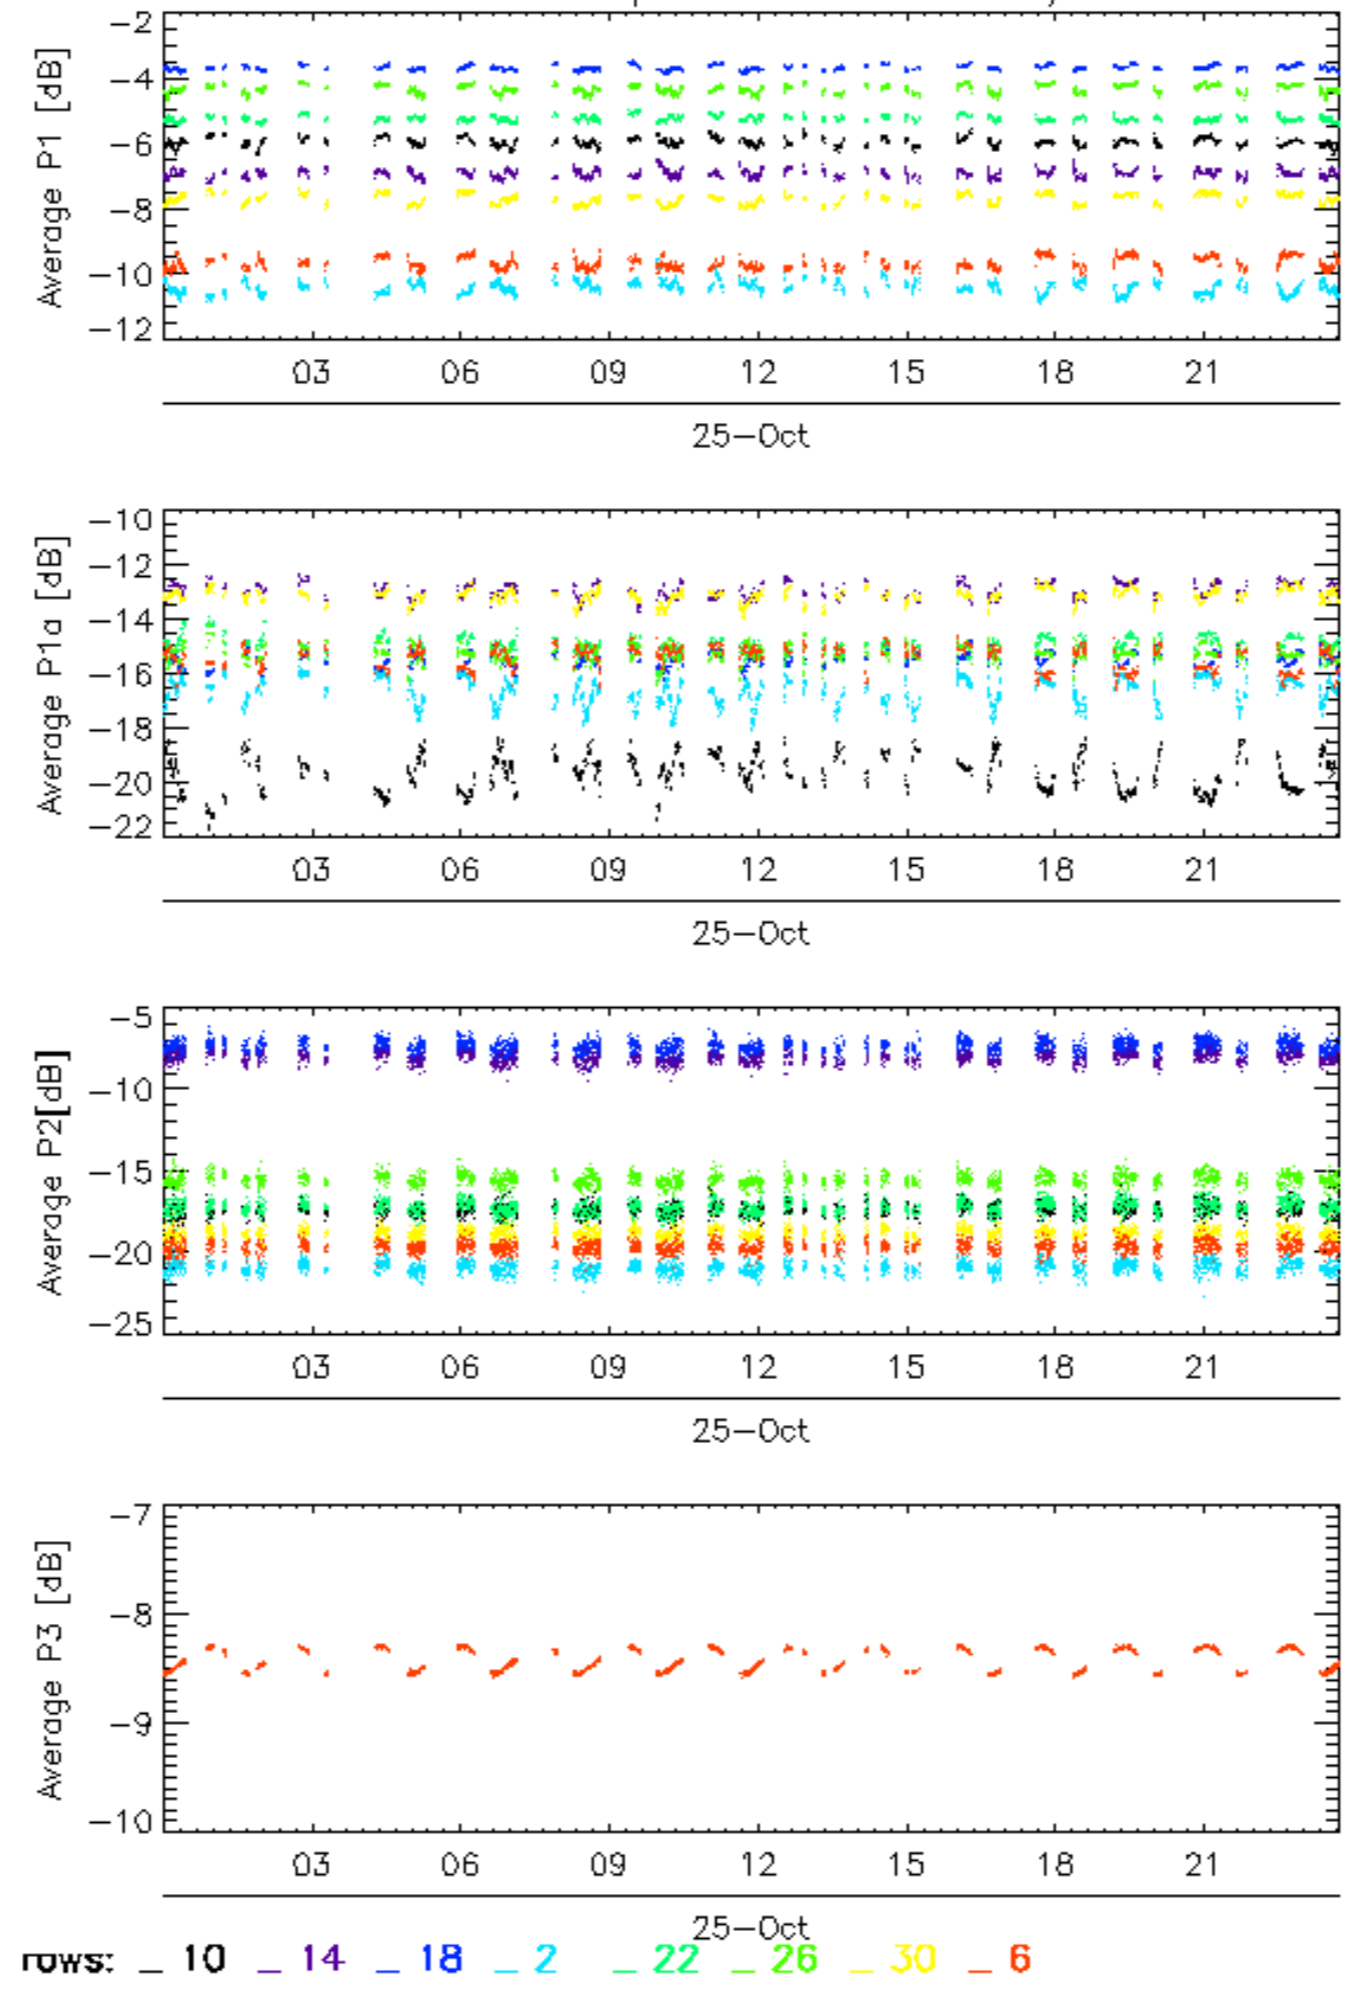 −2
−4
−6
−8
−10
−12
Average P1 [dB]
03 06 09 12 15 18 21
25−Oct
−10
−12
−14
−16
−18
−20
−22
Average P1a [dB]
03 06 09 12 15 18 21
25−Oct
−5
−10
−15
−20
−25
Average P2[dB]
03 06 09 12 15 18 21
25−Oct
−7
−8
−9
−10
Average P3 [dB]
03 06 09 12 15 18 21
25−Oct
rows: _ 10 _ 14 _ 18 _ 2 _ 22 _ 26 _ 30 _ 6